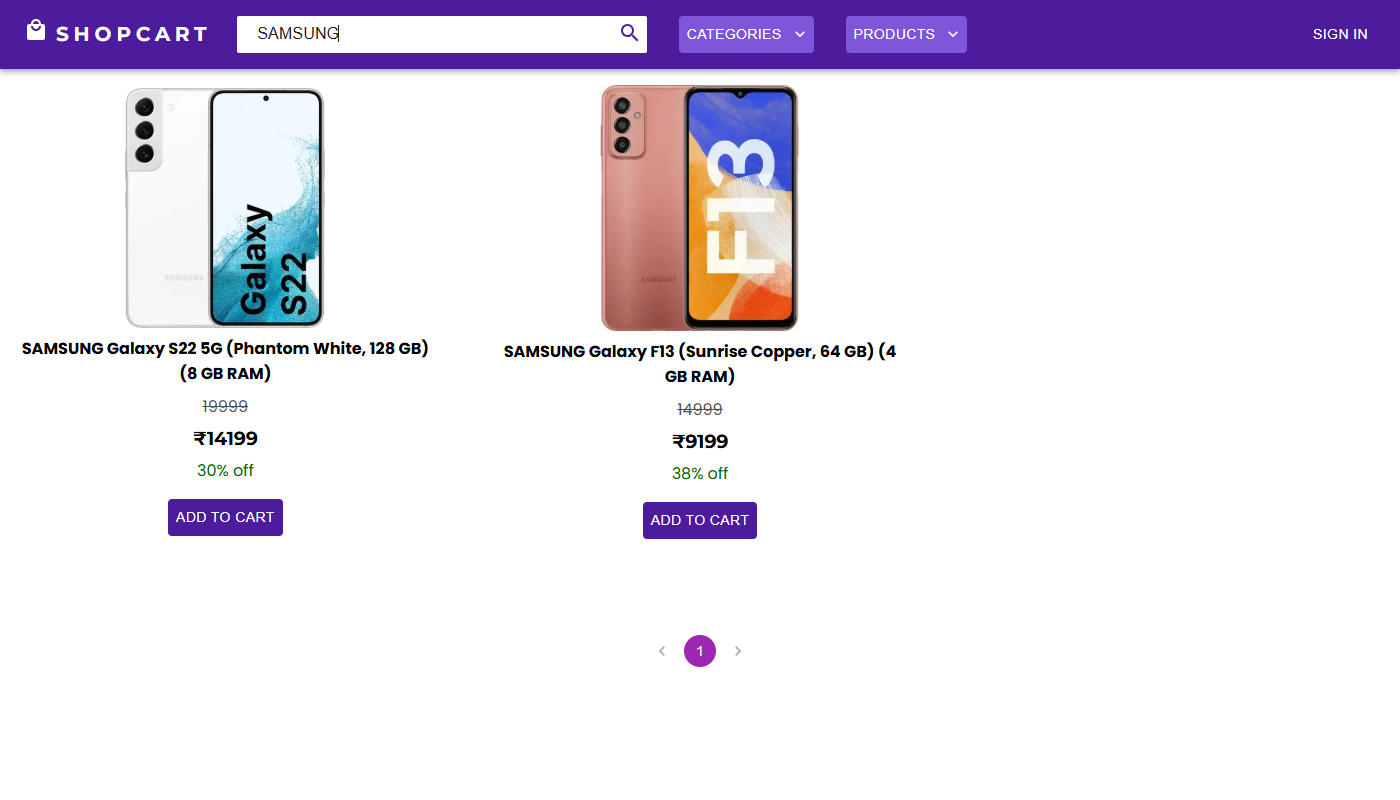 SHOPCART
SAMSUNG
CATEGORIES
PRODUCTS
SIGN IN
Galaxy
S22
SAMSUNG
SAMSUNG Galaxy S22 5G (Phantom White, 128 GB)
(8 GB RAM)
19999
₹14199
30% off
ADD TO CART
F13
SAMSUNG
SAMSUNG Galaxy F13 (Sunrise Copper, 64 GB) (4
GB RAM)
14999
₹9199
38% off
ADD TO CART
1